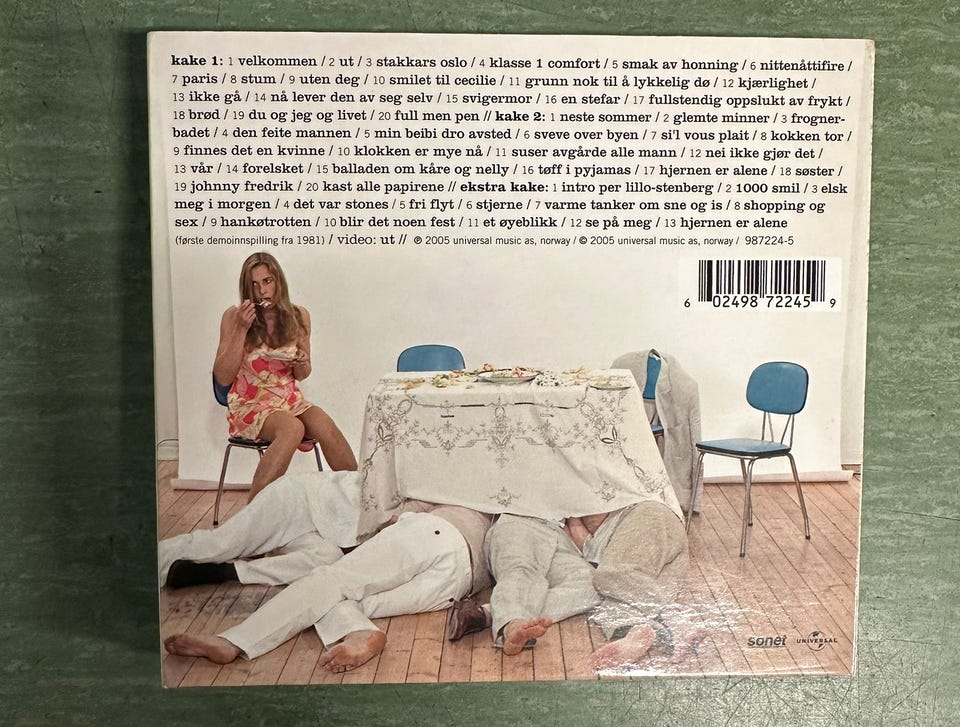 kake 1: 1 velkommen / 2 ut / 3 stakkars oslo / 4 klasse 1 comfort / 5 smak av honning / 6 nittenåttifire /
7 paris / 8 stum / 9 uten deg / 10 smilet til cecilie / 11 grunn nok til å lykkelig dø / 12 kjærlighet /
13 ikke gå / 14 nå lever den av seg selv / 15 svigermor / 16 en stefar / 17 fullstendig oppslukt av frykt /
18 brød / 19 du og jeg og livet / 20 full men pen // kake 2: 1 neste sommer / 2 glemte minner / 3 frogner-
badet / 4 den feite mannen / 5 min beibi dro avsted / 6 sveve over byen / 7 si'l vous plait / 8 kokken tor /
9 finnes det en kvinne / 10 klokken er mye nå / 11 suser avgårde alle mann / 12 nei ikke gjør det /
13 vår / 14 forelsket / 15 balladen om kåre og nelly / 16 tøff i pyjamas / 17 hjernen er alene / 18 søster /
19 johnny fredrik / 20 kast alle papirene // ekstra kake: 1 intro per lillo-stenberg / 2 1000 smil / 3 elsk
meg i morgen / 4 det var stones / 5 fri flyt / 6 stjerne / 7 varme tanker om sne og is / 8 shopping og
sex / 9 hankøtrotten / 10 blir det noen fest / 11 et øyeblikk / 12 se på meg / 13 hjernen er alene
(første demoinnspilling fra 1981) / video: ut // ℗ 2005 universal music as, norway / © 2005 universal music as, norway / 987224-5
6 02498 72245 9
sonet UNIVERSAL